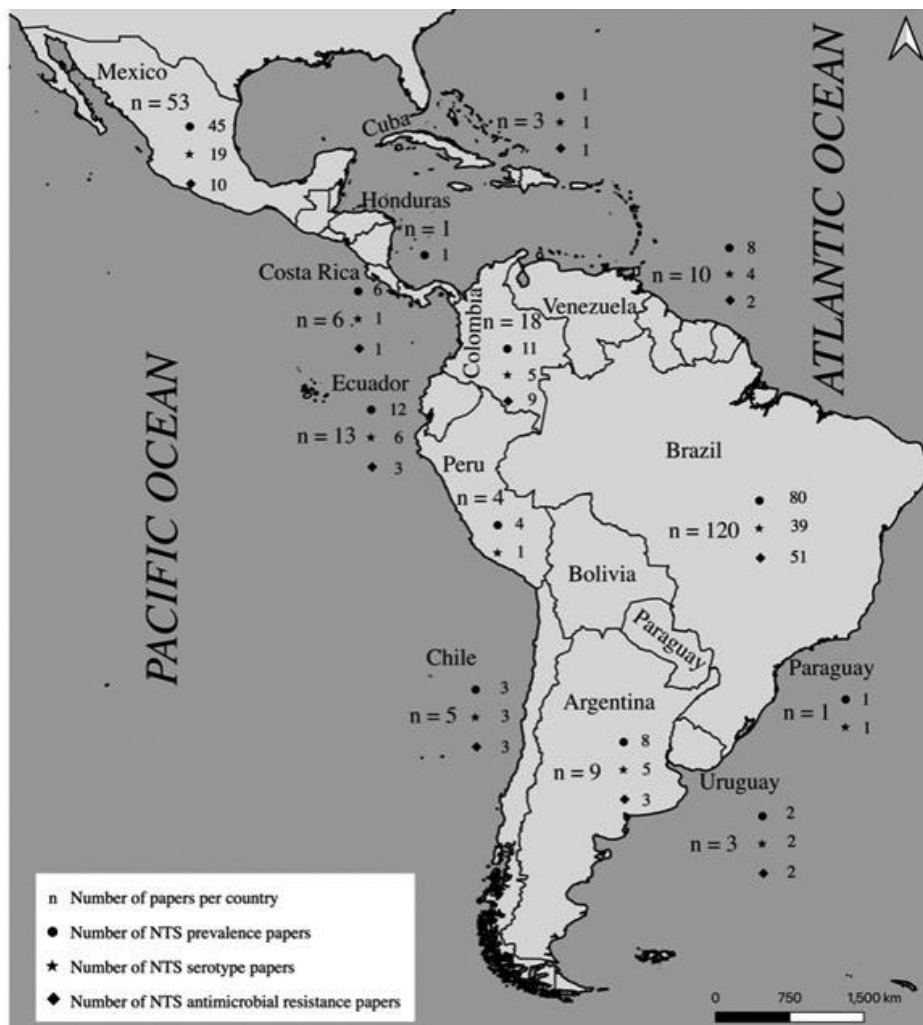 Mexico
n = 53
45
19
10
Cuba
n = 3
1
1
1
ATLANTIC OCEAN
Honduras
n = 1
1
Costa Rica
n = 6
6
1
1
Colombia
n = 18
11
5
9
Venezuela
n = 10
8
4
2
Ecuador
n = 13
12
6
3
PACIFIC OCEAN
Peru
n = 4
4
1
Brazil
n = 120
80
39
51
Bolivia
Paraguay
Chile
n = 5
3
3
3
Argentina
n = 9
8
5
3
Paraguay
n = 1
1
1
Uruguay
n = 3
2
2
2
n Number of papers per country
Number of NTS prevalence papers
Number of NTS serotype papers
Number of NTS antimicrobial resistance papers
0 750 1,500 km